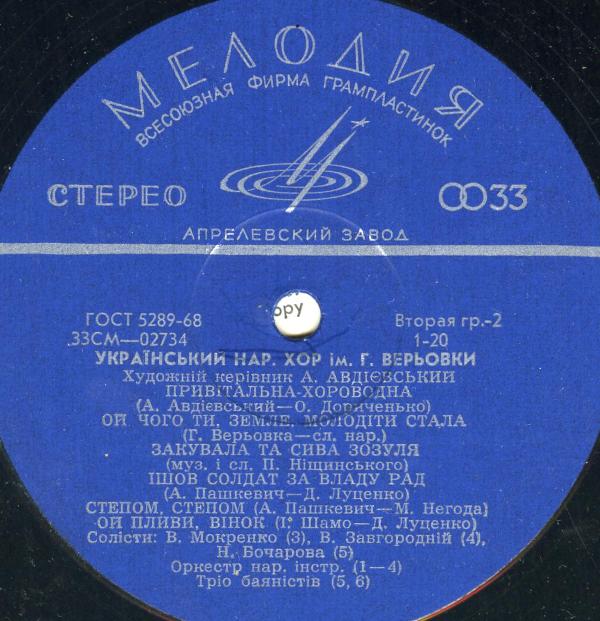 МЕЛОДИЯ
ВСЕСОЮЗНАЯ ФИРМА ГРАМПЛАСТИНОК
СТЕРЕО
33
АПРЕЛЕВСКИЙ ЗАВОД
ГОСТ 5289-68
Вторая гр.-2
33СМ—02734
1-20
УКРАЇНСЬКИЙ НАР. ХОР ім. Г. ВЕРЬОВКИ
Художній керівник А. АВДІЄВСЬКИЙ
ПРИВІТАЛЬНА-ХОРОВОДНА
(А. Авдієвський—О. Доріченько)
ОЙ ЧОГО ТИ, ЗЕМЛЕ, МОЛОДІТИ СТАЛА
(Г. Верьовка—сл. нар.)
ЗАКУВАЛА ТА СИВА ЗОЗУЛЯ
(муз. і сл. П. Ніщинського)
ІШОВ СОЛДАТ ЗА ВЛАДУ РАД
(А. Пашкевич—Д. Луценко)
СТЕПОМ, СТЕПОМ (А. Пашкевич—М. Негода)
ОЙ ПЛИВИ, ВІНОК (І. Шамо—Д. Луценко)
Солісти: В. Мокренко (3), В. Завгородній (4),
Н. Бочарова (5)
Оркестр нар. інстр. (1—4)
Тріо баяністів (5, 6)